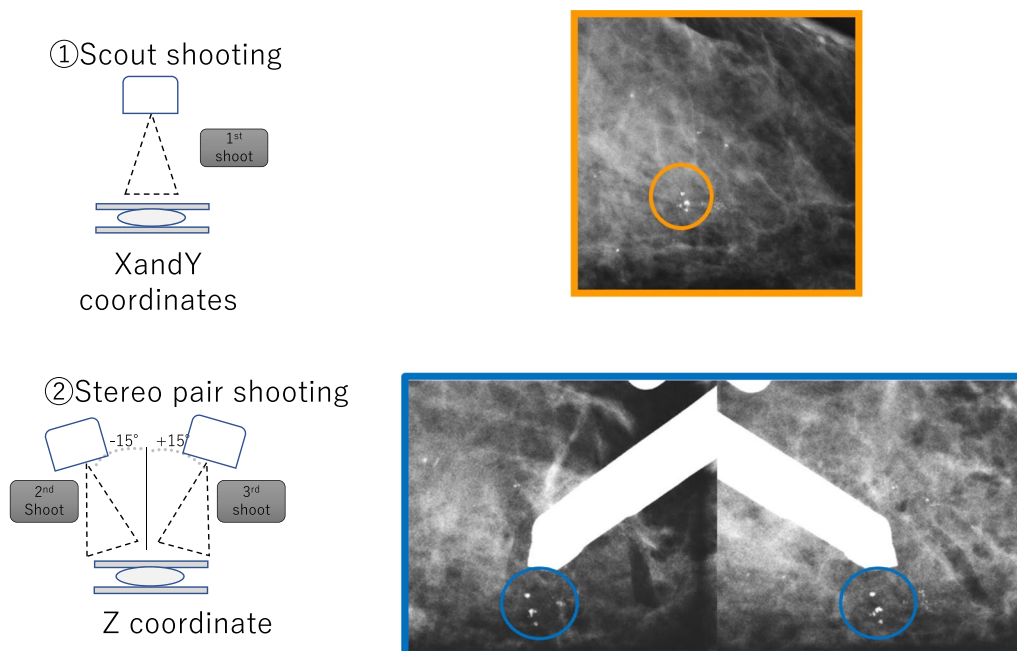 ①Scout shooting
1st
shoot
XandY
coordinates
②Stereo pair shooting
-15° +15°
2nd
Shoot
3rd
shoot
Z coordinate